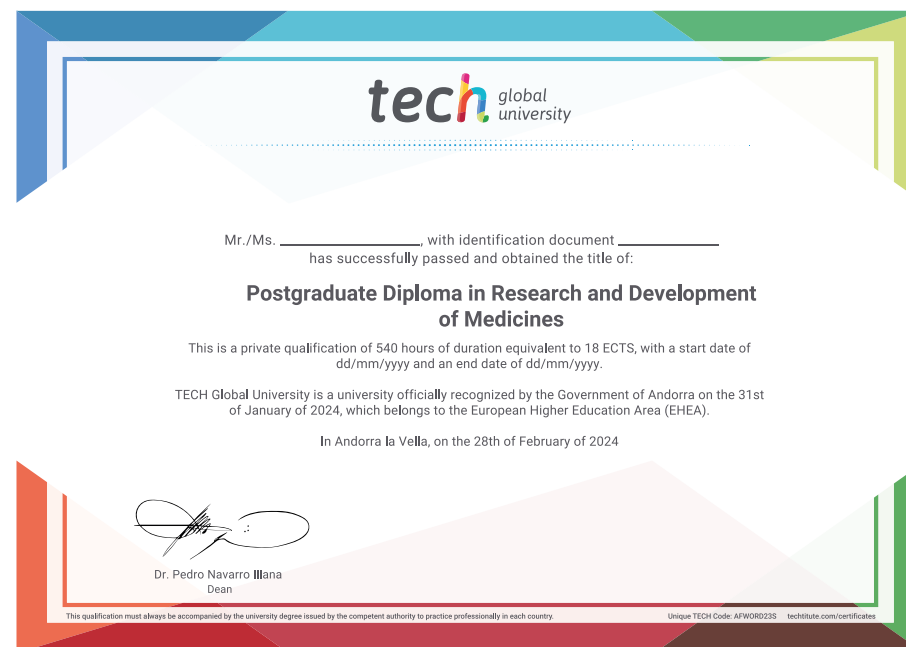 tech global
university
Mr./Ms. ____________, with identification document ____________
has successfully passed and obtained the title of:
Postgraduate Diploma in Research and Development
of Medicines
This is a private qualification of 540 hours of duration equivalent to 18 ECTS, with a start date of
dd/mm/yyyy and an end date of dd/mm/yyyy.
TECH Global University is a university officially recognized by the Government of Andorra on the 31st
of January of 2024, which belongs to the European Higher Education Area (EHEA).
In Andorra la Vella, on the 28th of February of 2024
Dr. Pedro Navarro Illana
Dean
This qualification must always be accompanied by the university degree issued by the competent authority to practice professionally in each country. Unique TECH Code: AFWORD23S techtitute.com/certificates